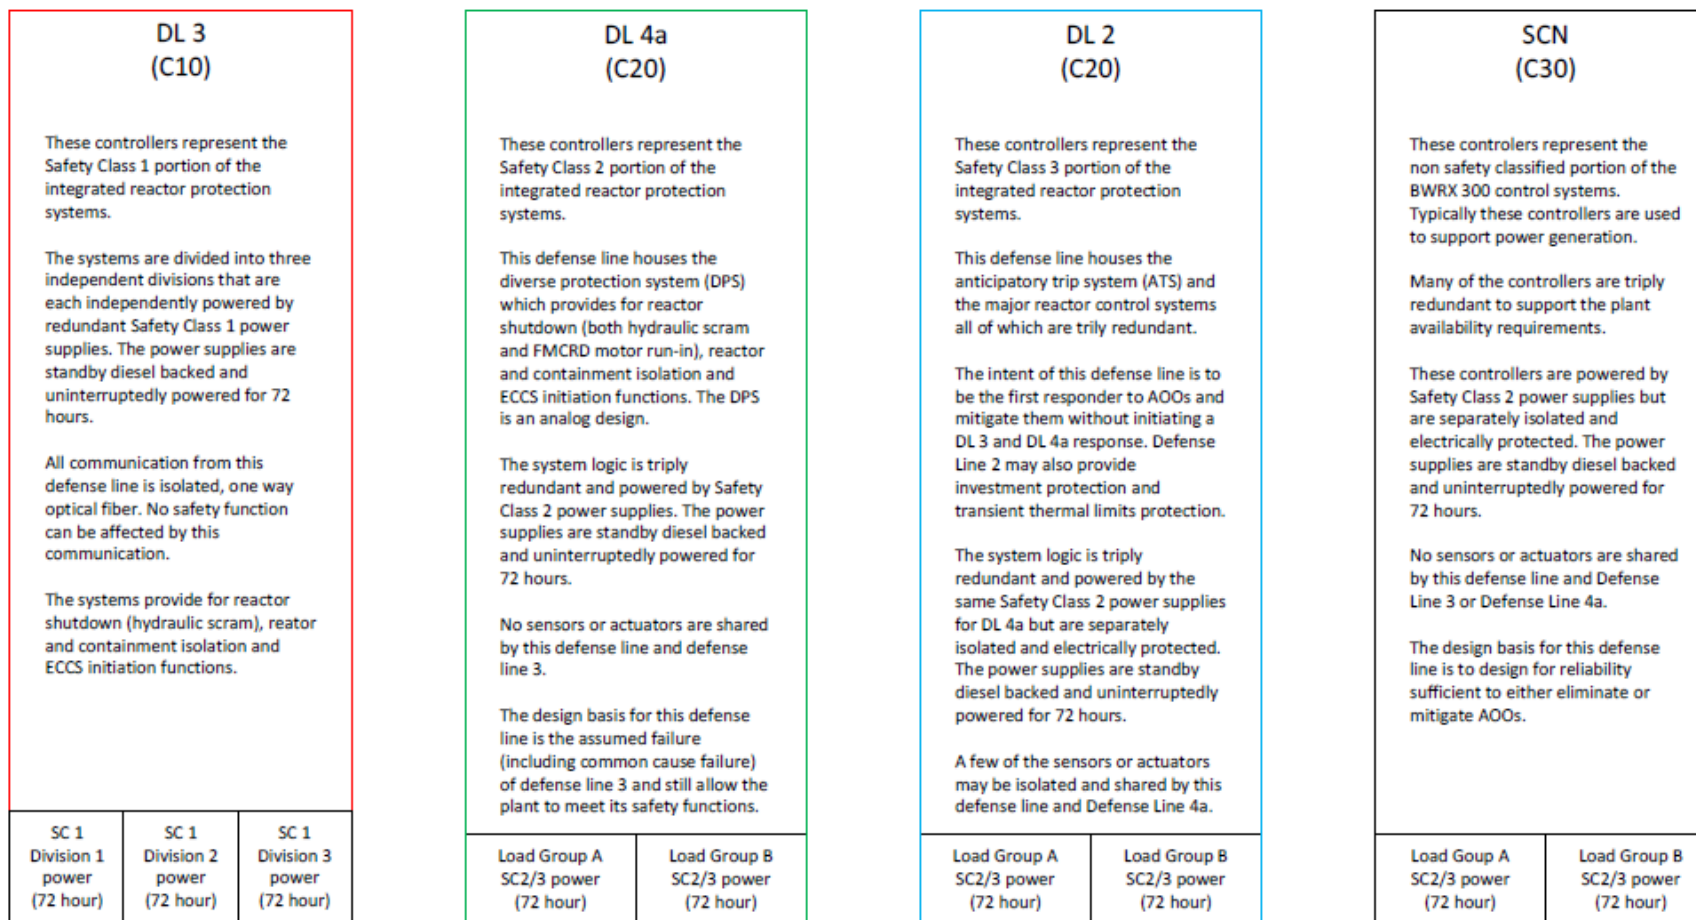 DL 3
(C10)
These controllers represent the
Safety Class 1 portion of the
integrated reactor protection
systems.
The systems are divided into three
independent divisions that are
each independently powered by
redundant Safety Class 1 power
supplies. The power supplies are
standby diesel backed and
uninterruptedly powered for 72
hours.
All communication from this
defense line is isolated, one way
optical fiber. No safety function
can be affected by this
communication.
The systems provide for reactor
shutdown (hydraulic scram), reator
and containment isolation and
ECCS initiation functions.
SC 1
Division 1
power
(72 hour)
SC 1
Division 2
power
(72 hour)
SC 1
Division 3
power
(72 hour)
DL 4a
(C20)
These controllers represent the
Safety Class 2 portion of the
integrated reactor protection
systems.
This defense line houses the
diverse protection system (DPS)
which provides for reactor
shutdown (both hydraulic scram
and FMCRD motor run-in), reactor
and containment isolation and
ECCS initiation functions. The DPS
is an analog design.
The system logic is triply
redundant and powered by Safety
Class 2 power supplies. The power
supplies are standby diesel backed
and uninterruptedly powered for
72 hours.
No sensors or actuators are shared
by this defense line and defense
line 3.
The design basis for this defense
line is the assumed failure
(including common cause failure)
of defense line 3 and still allow the
plant to meet its safety functions.
Load Group A
SC2/3 power
(72 hour)
Load Group B
SC2/3 power
(72 hour)
DL 2
(C20)
These controllers represent the
Safety Class 3 portion of the
integrated reactor protection
systems.
This defense line houses the
anticipatory trip system (ATS) and
the major reactor control systems
all of which are trily redundant.
The intent of this defense line is to
be the first responder to AOOs and
mitigate them without initiating a
DL 3 and DL 4a response. Defense
Line 2 may also provide
investment protection and
transient thermal limits protection.
The system logic is triply
redundant and powered by the
same Safety Class 2 power supplies
for DL 4a but are separately
isolated and electrically protected.
The power supplies are standby
diesel backed and uninterruptedly
powered for 72 hours.
A few of the sensors or actuators
may be isolated and shared by this
defense line and Defense Line 4a.
Load Group A
SC2/3 power
(72 hour)
Load Group B
SC2/3 power
(72 hour)
SCN
(C30)
These controlers represent the
non safety classified portion of the
BWRX 300 control systems.
Typically these controllers are used
to support power generation.
Many of the controllers are triply
redundant to support the plant
availability requirements.
These controllers are powered by
Safety Class 2 power supplies but
are separately isolated and
electrically protected. The power
supplies are standby diesel backed
and uninterruptedly powered for
72 hours.
No sensors or actuators are shared
by this defense line and Defense
Line 3 or Defense Line 4a.
The design basis for this defense
line is to design for reliability
sufficient to either eliminate or
mitigate AOOs.
Load Goup A
SC2/3 power
(72 hour)
Load Group B
SC2/3 power
(72 hour)